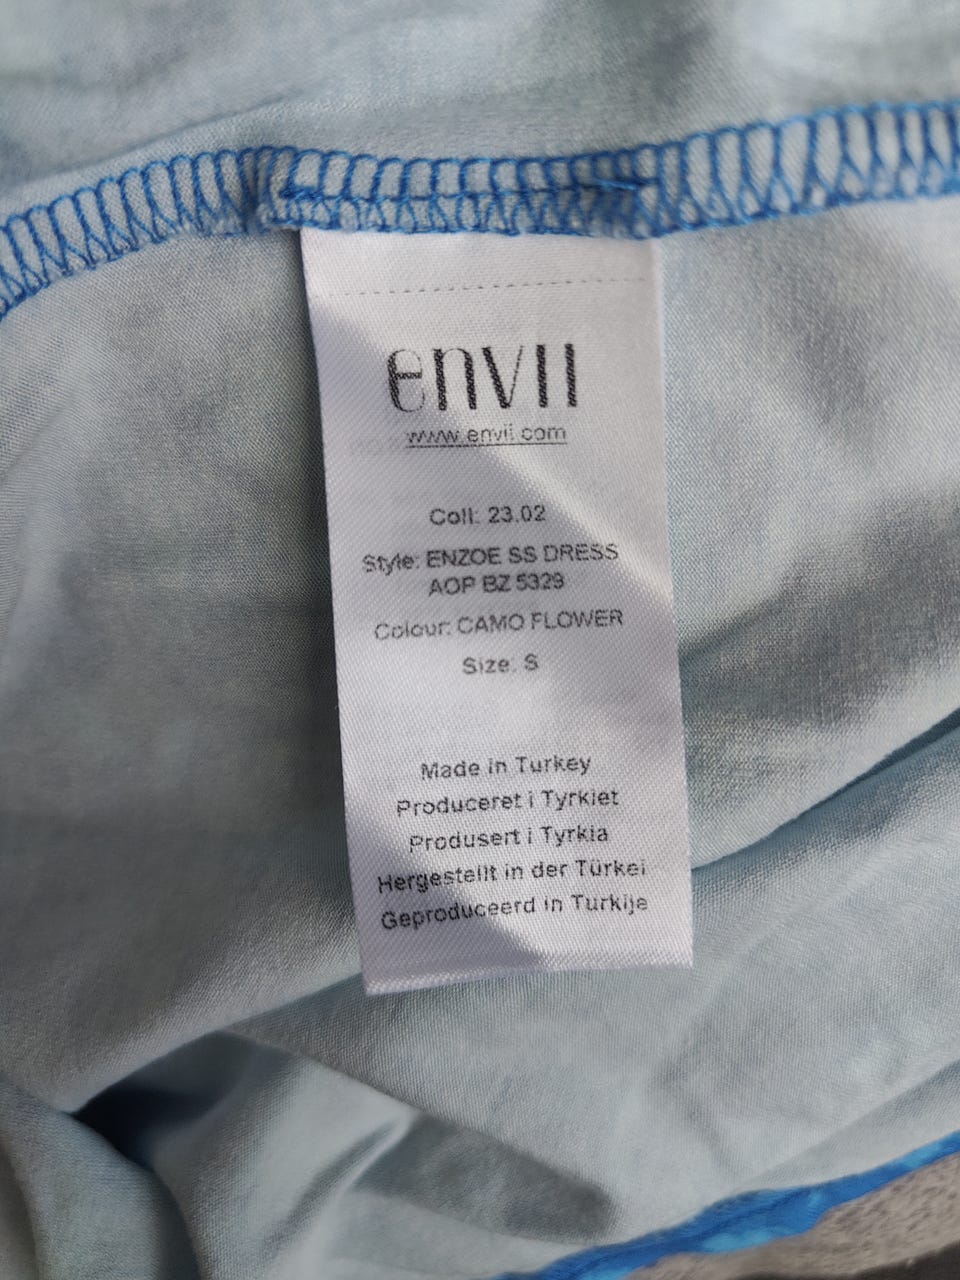 envii
www.envii.com
Coll: 23.02
Style: ENZOE SS DRESS
AOP BZ 5329
Colour: CAMO FLOWER
Size: S
Made in Turkey
Produceret i Tyrkiet
Produsert i Tyrkia
Hergestellt in der Türkei
Geproduceerd in Turkije